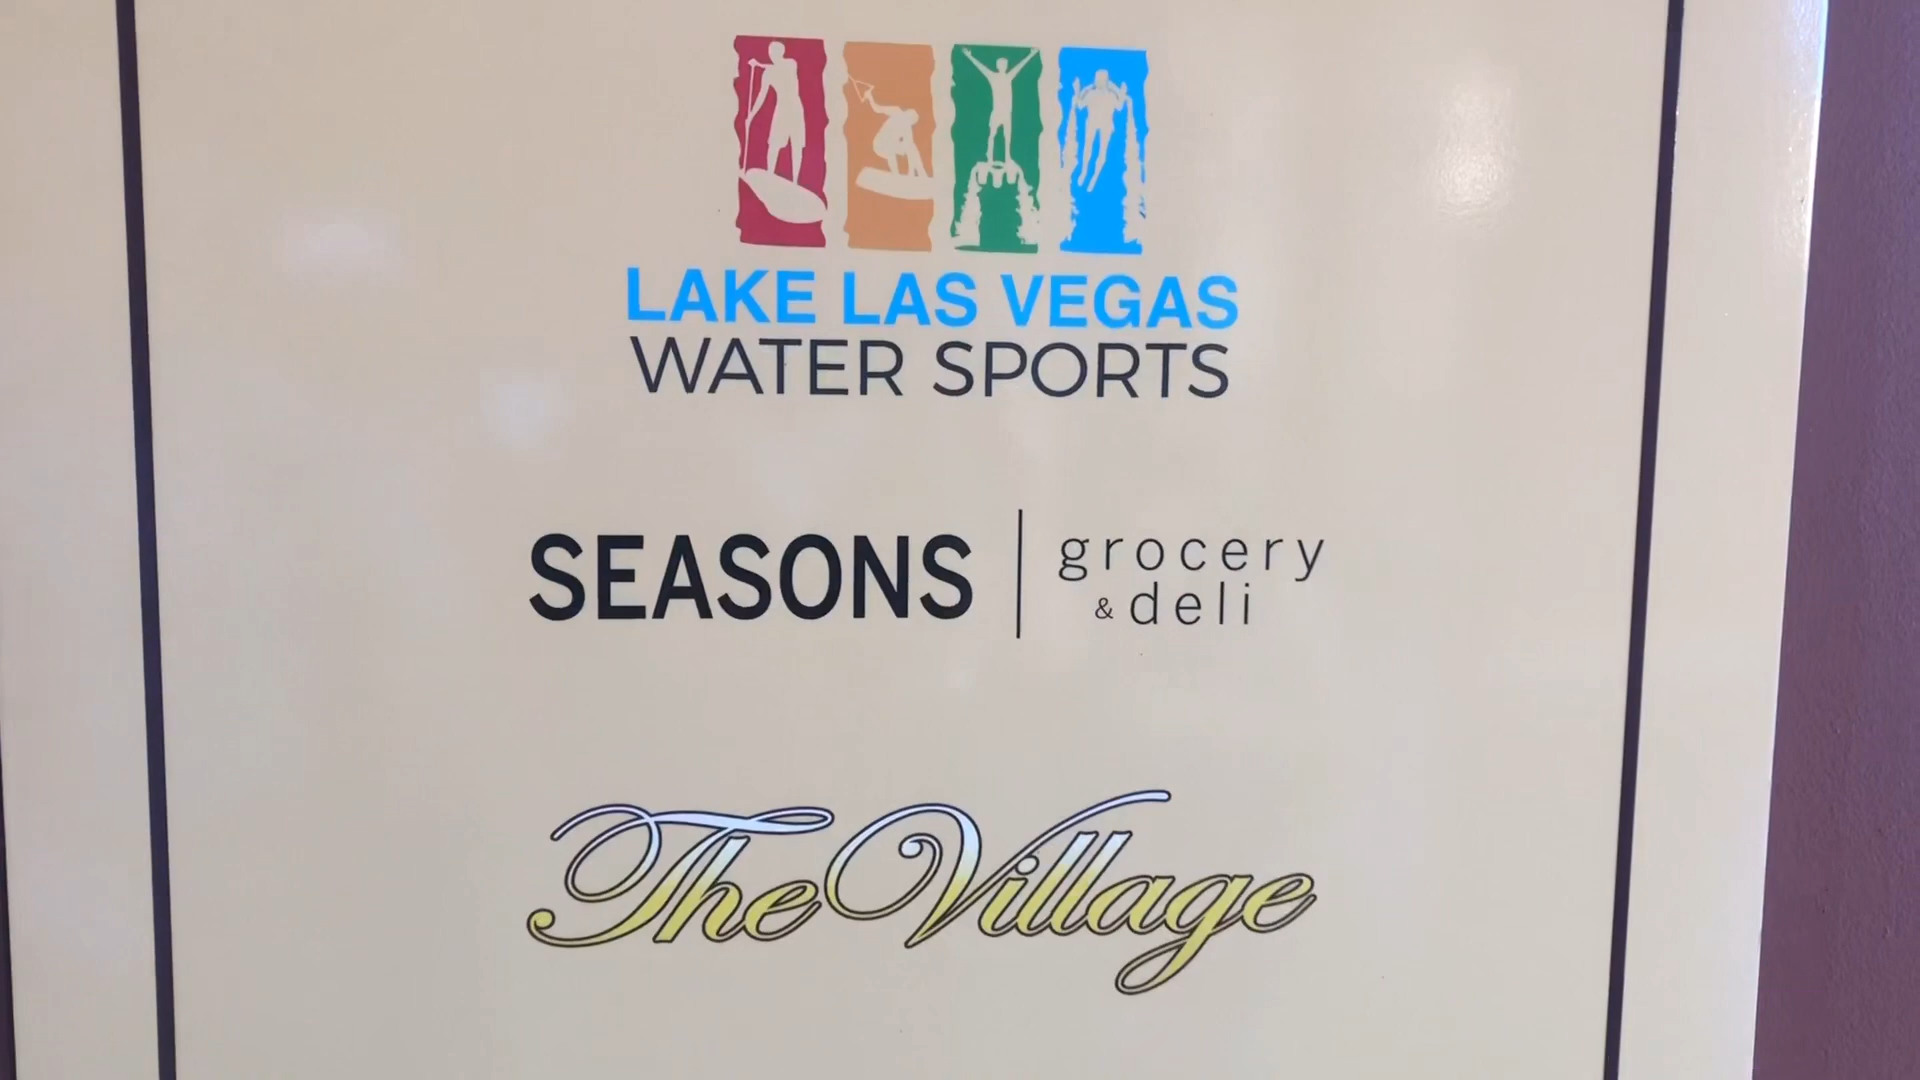 LAKE LAS VEGAS
WATER SPORTS
SEASONS | grocery
& deli
The Village